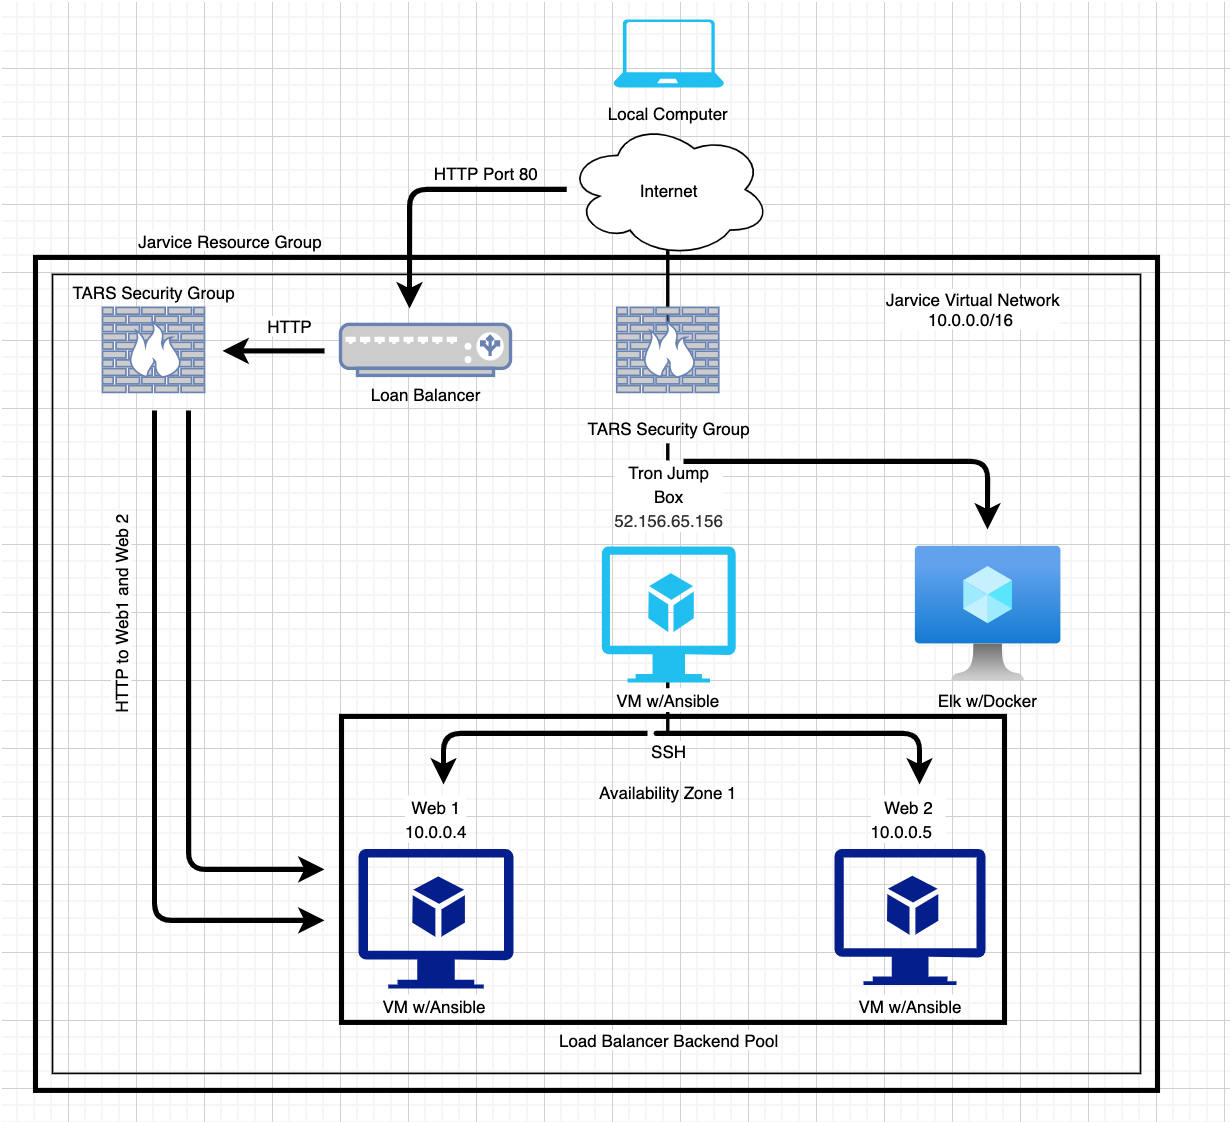 Local Computer
HTTP Port 80
Internet
Jarvice Resource Group
TARS Security Group
Jarvice Virtual Network
10.0.0.0/16
HTTP
Loan Balancer
TARS Security Group
Tron Jump
Box
52.156.65.156
HTTP to Web1 and Web 2
VM w/Ansible
Elk w/Docker
SSH
Availability Zone 1
Web 1
10.0.0.4
Web 2
10.0.0.5
VM w/Ansible
VM w/Ansible
Load Balancer Backend Pool